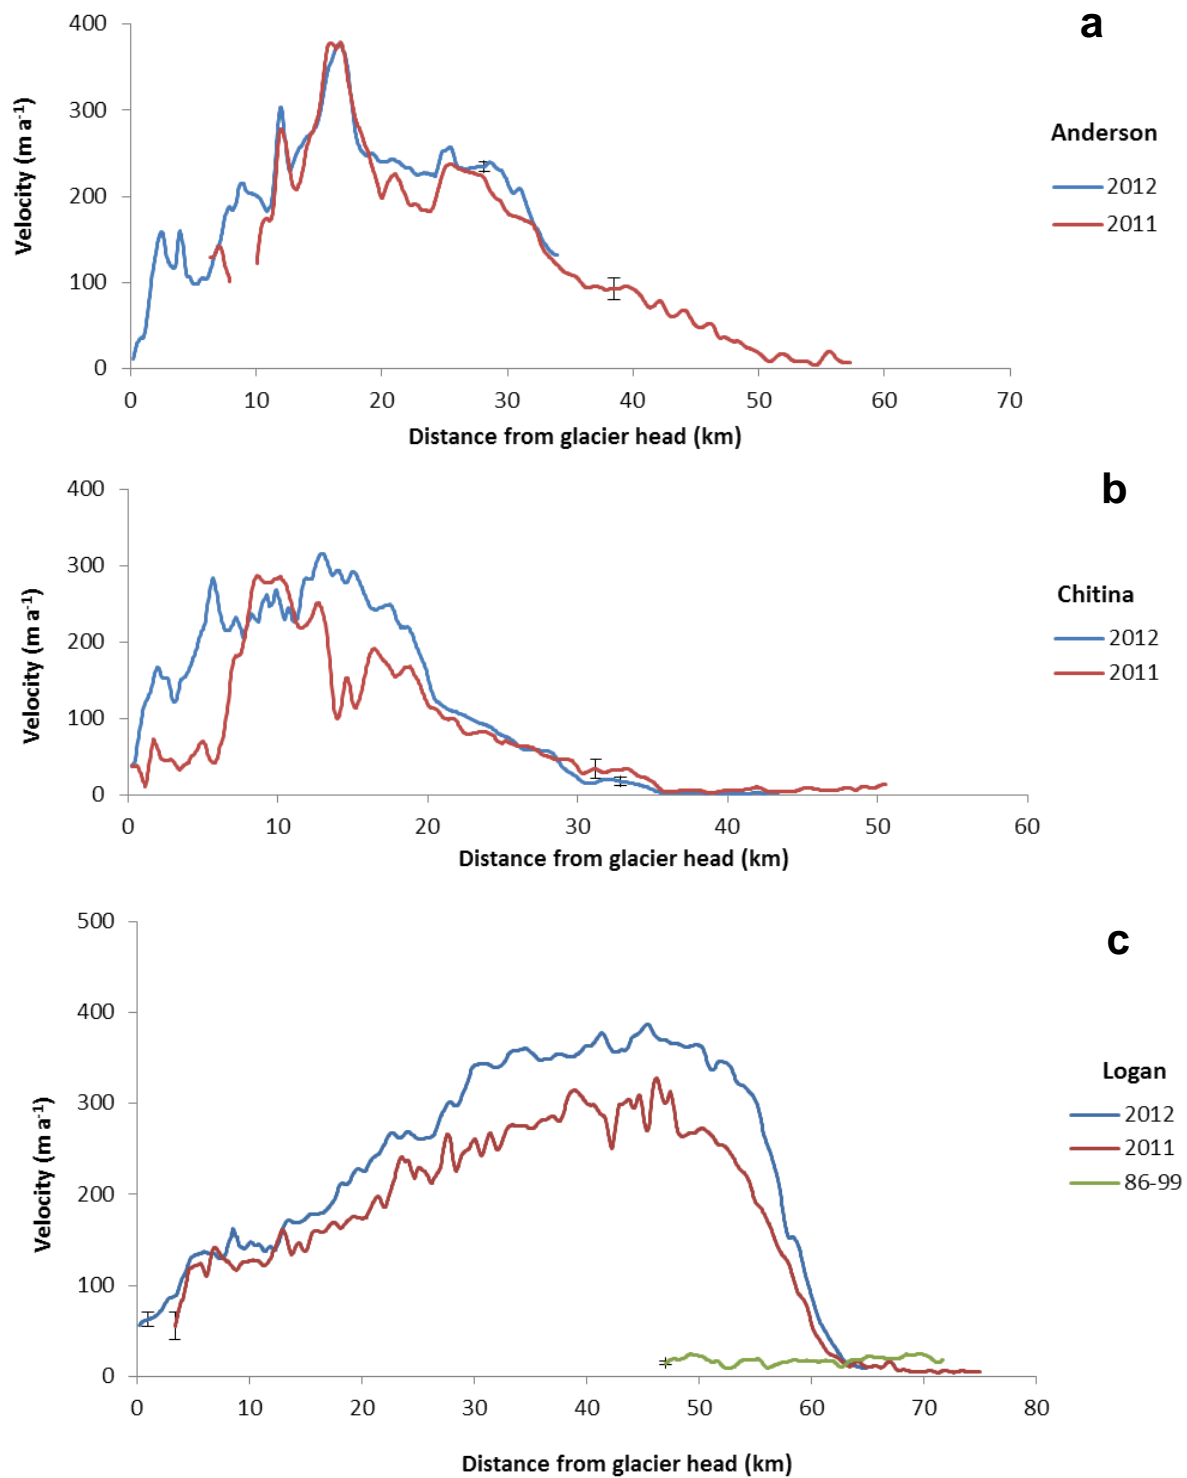 a
400
300
200
100
0
Velocity (m a-1)
0 10 20 30 40 50 60 70
Distance from glacier head (km)
Anderson
2012
2011
b
400
300
200
100
0
Velocity (m a-1)
0 10 20 30 40 50 60
Distance from glacier head (km)
Chitina
2012
2011
c
500
400
300
200
100
0
Velocity (m a-1)
0 10 20 30 40 50 60 70 80
Distance from glacier head (km)
Logan
2012
2011
86-99